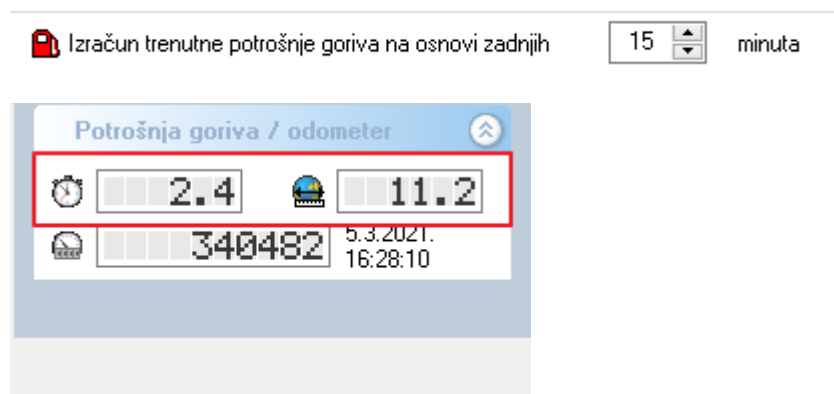 Izračun trenutne potrošnje goriva na osnovi zadnjih 15 minuta
Potrošnja goriva / odometer
2.4 11.2
340482 5.3.2021.
16:28:10